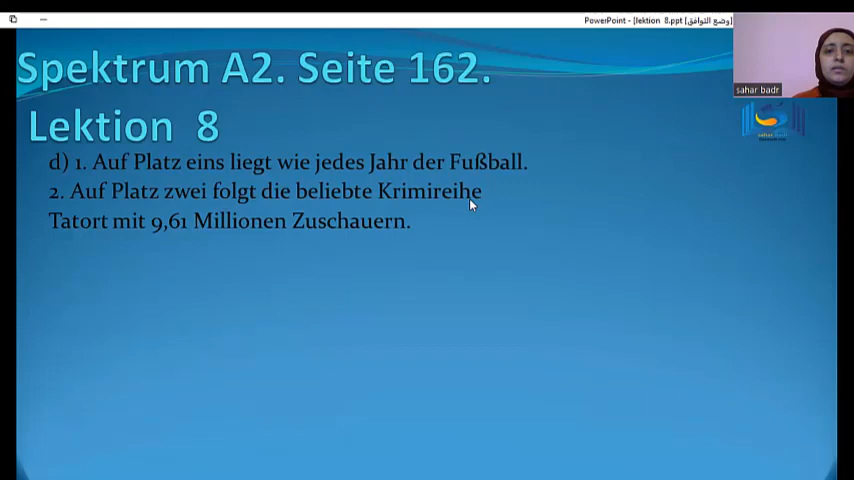 PowerPoint - [lektion 8.ppt [وضع التوافق]
sahar badr
Spektrum A2. Seite 162.
Lektion 8
d) 1. Auf Platz eins liegt wie jedes Jahr der Fußball.
2. Auf Platz zwei folgt die beliebte Krimireihe
Tatort mit 9,61 Millionen Zuschauern.